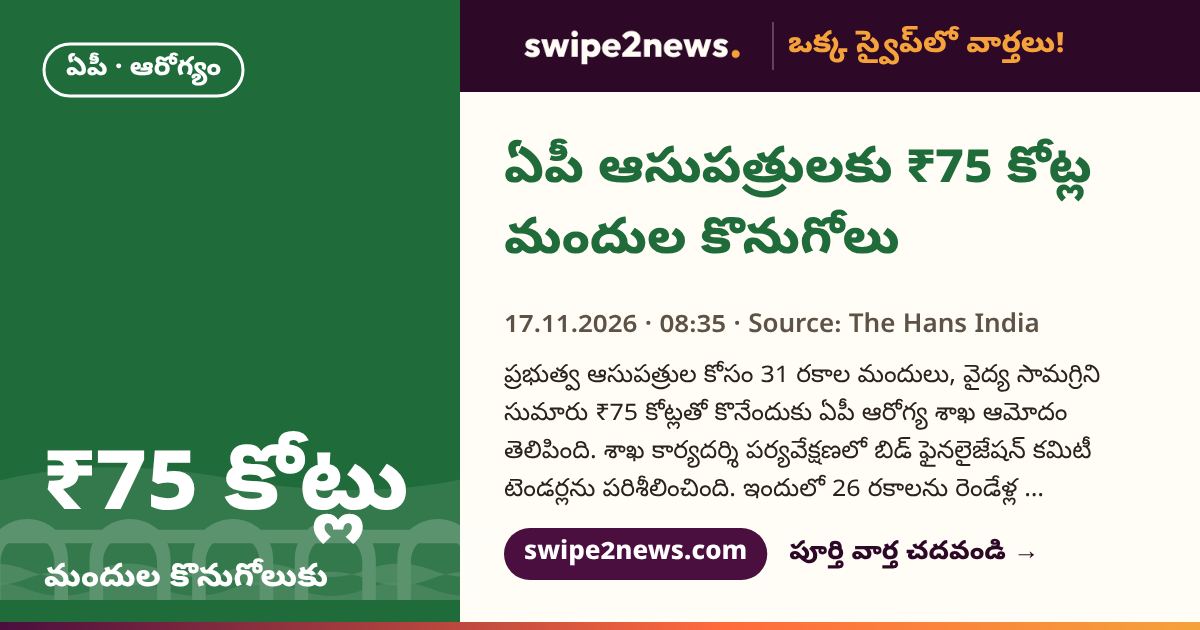 ఏపీ · ఆరోగ్యం
₹75 కోట్లు
మందుల కొనుగోలుకు
swipe2news.
ఒక్క స్వైప్‌లో వార్తలు!
ఏపీ ఆసుపత్రులకు ₹75 కోట్ల
మందుల కొనుగోలు
17.11.2026 · 08:35 · Source: The Hans India
ప్రభుత్వ ఆసుపత్రుల కోసం 31 రకాల మందులు, వైద్య సామగ్రిని
సుమారు ₹75 కోట్లతో కొనేందుకు ఏపీ ఆరోగ్య శాఖ ఆమోదం
తెలిపింది. శాఖ కార్యదర్శి పర్యవేక్షణలో బిడ్ ఫైనలైజేషన్ కమిటీ
టెండర్లను పరిశీలించింది. ఇందులో 26 రకాలను రెండేళ్ల ...
swipe2news.com
పూర్తి వార్త చదవండి →